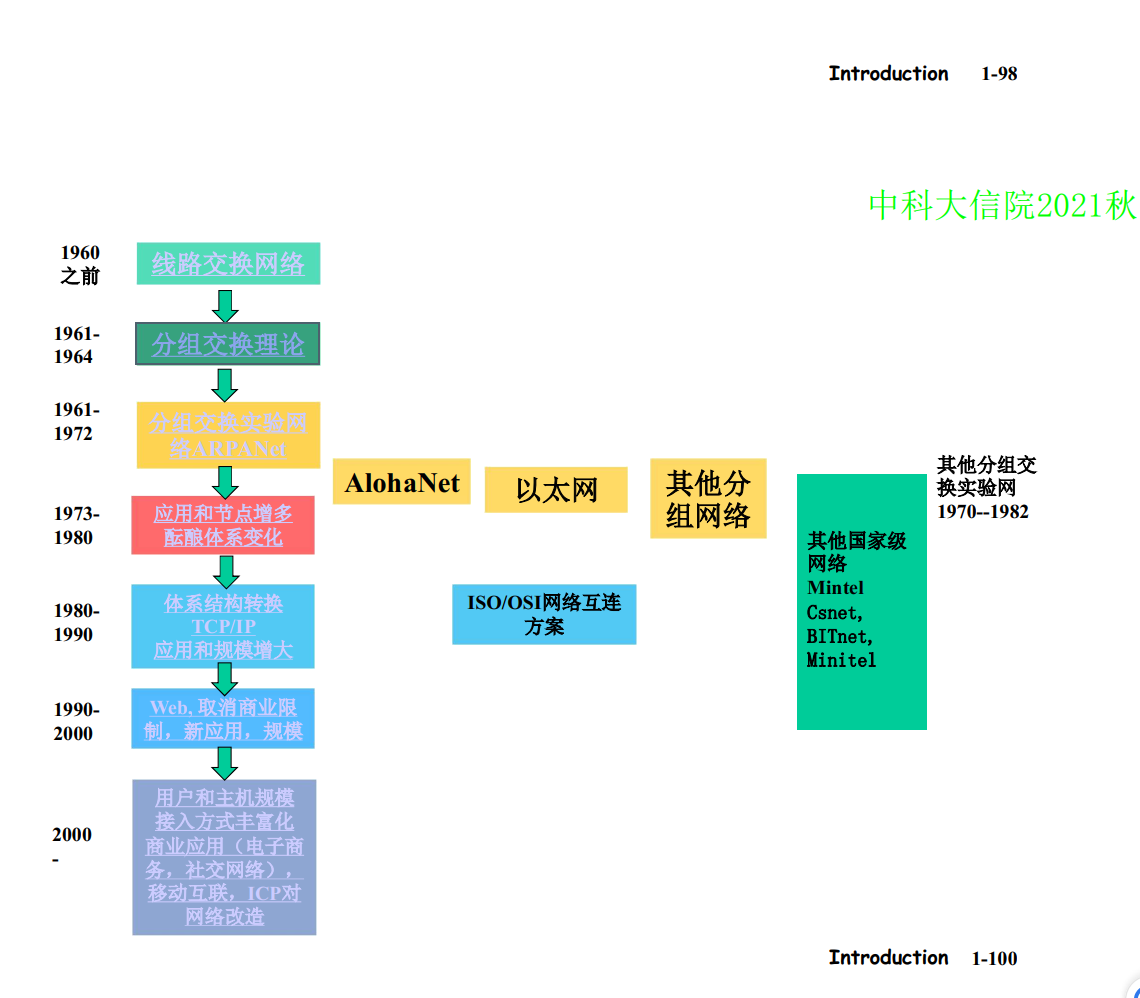 Introduction 1-98
中科大信院2021秋
1960
之前
线路交换网络
1961-
1964
分组交换理论
1961-
1972
分组交换实验网
络ARPANet
AlohaNet
以太网
其他分
组网络
其他分组交
换实验网
1970--1982
1973-
1980
应用和节点增多
酝酿体系变化
其他国家级
网络
Mintel
Csnet,
BITnet,
Minitel
1980-
1990
体系结构转换
TCP/IP
应用和规模增大
ISO/OSI网络互连
方案
1990-
2000
Web, 取消商业限
制，新应用，规模
2000
-
用户和主机规模
接入方式丰富化
商业应用（电子商
务，社交网络），
移动互联，ICP对
网络改造
Introduction 1-100